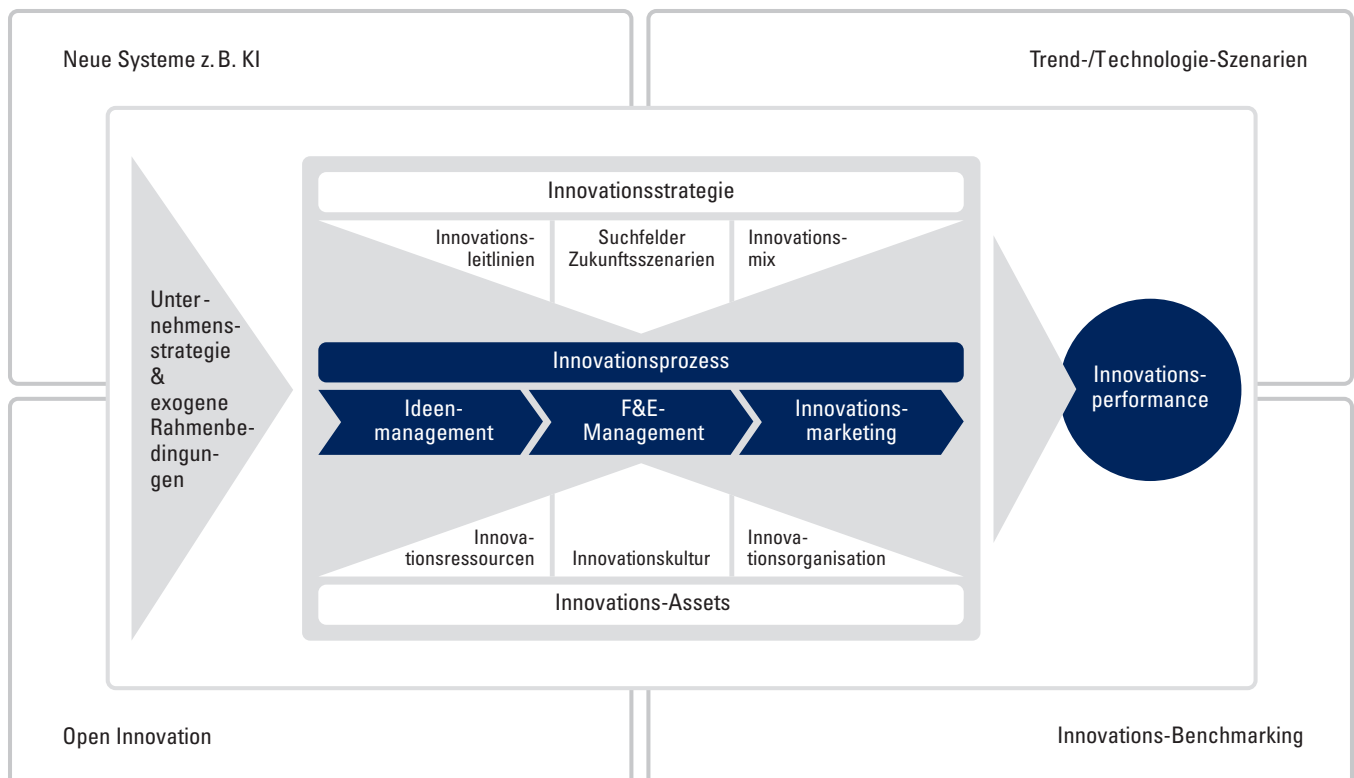 Neue Systeme z. B. KI
Trend-/Technologie-Szenarien
Innovationsstrategie
Innovations-
leitlinien
Suchfelder
Zukunftsszenarien
Innovations-
mix
Unter-
nehmens-
strategie
&
exogene
Rahmenbe-
dingun-
gen
Innovationsprozess
Ideen-
management
F&E-
Management
Innovations-
marketing
Innovations-
performance
Innova-
tionsressourcen
Innovationskultur
Innova-
tionsorganisation
Innovations-Assets
Open Innovation
Innovations-Benchmarking